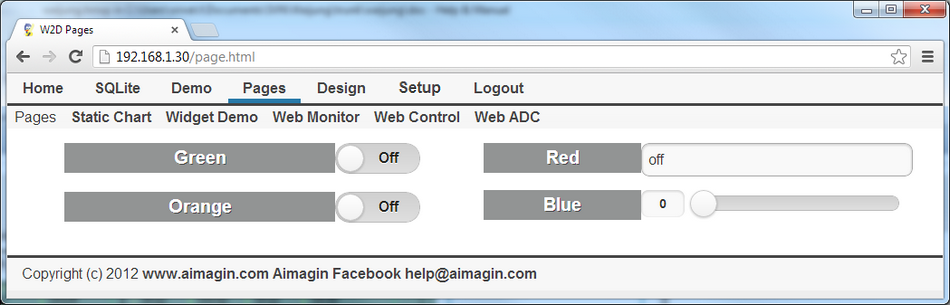 W2D Pages
192.168.1.30/page.html
Home SQLite Demo Pages Design Setup Logout
Pages Static Chart Widget Demo Web Monitor Web Control Web ADC
Green Off Red off
Orange Off Blue 0
Copyright (c) 2012 www.aimagin.com Aimagin Facebook help@aimagin.com